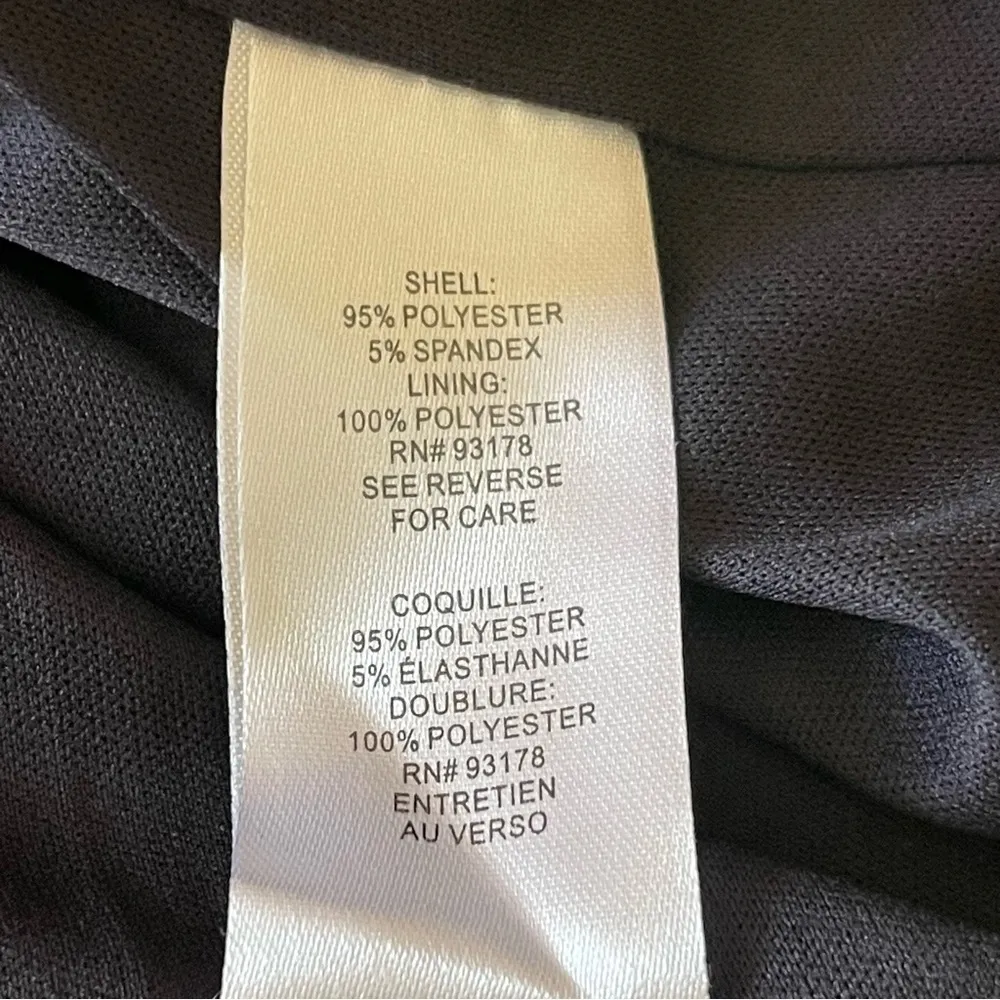 SHELL:
95% POLYESTER
5% SPANDEX
LINING:
100% POLYESTER
RN# 93178
SEE REVERSE
FOR CARE
COQUILLE:
95% POLYESTER
5% ÉLASTHANNE
DOUBLURE:
100% POLYESTER
RN# 93178
ENTRETIEN
AU VERSO